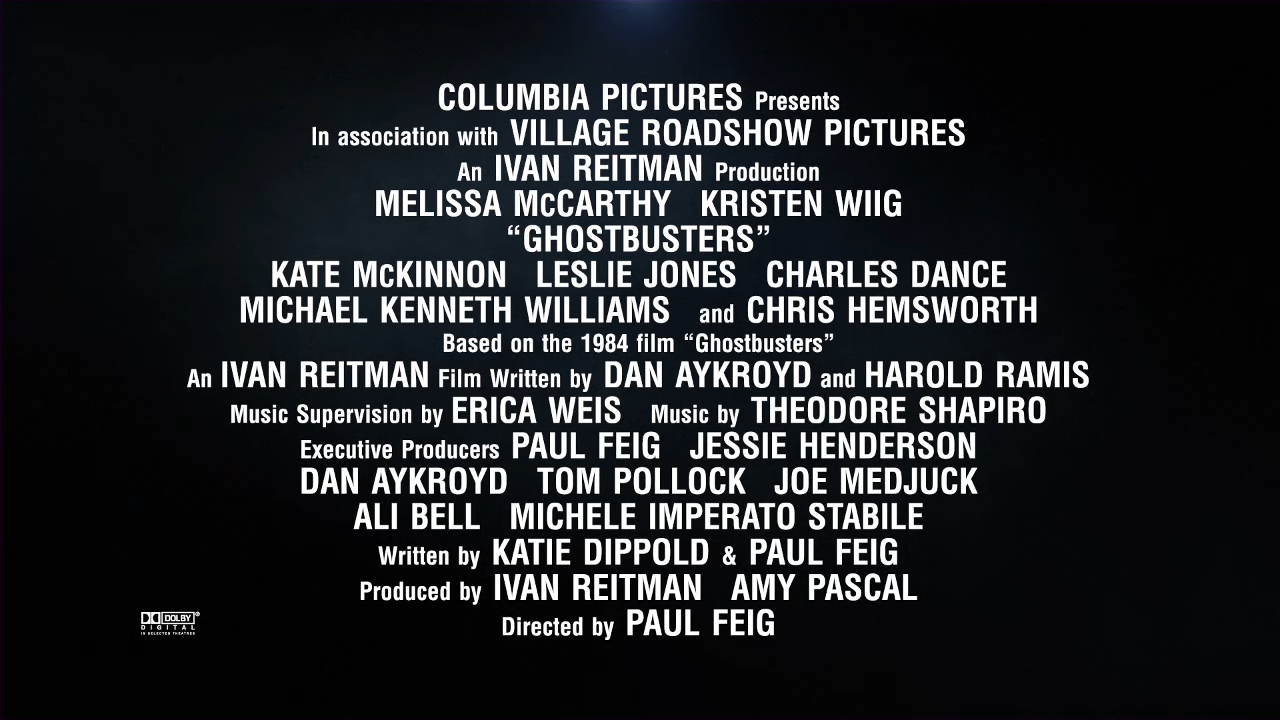 COLUMBIA PICTURES Presents
In association with VILLAGE ROADSHOW PICTURES
An IVAN REITMAN Production
MELISSA McCARTHY KRISTEN WIIG
“GHOSTBUSTERS”
KATE McKINNON LESLIE JONES CHARLES DANCE
MICHAEL KENNETH WILLIAMS and CHRIS HEMSWORTH
Based on the 1984 film “Ghostbusters”
An IVAN REITMAN Film Written by DAN AYKROYD and HAROLD RAMIS
Music Supervision by ERICA WEIS Music by THEODORE SHAPIRO
Executive Producers PAUL FEIG JESSIE HENDERSON
DAN AYKROYD TOM POLLOCK JOE MEDJUCK
ALI BELL MICHELE IMPERATO STABILE
Written by KATIE DIPPOLD & PAUL FEIG
Produced by IVAN REITMAN AMY PASCAL
Directed by PAUL FEIG
DOLBY®
DIGITAL
IN SELECTED THEATRES